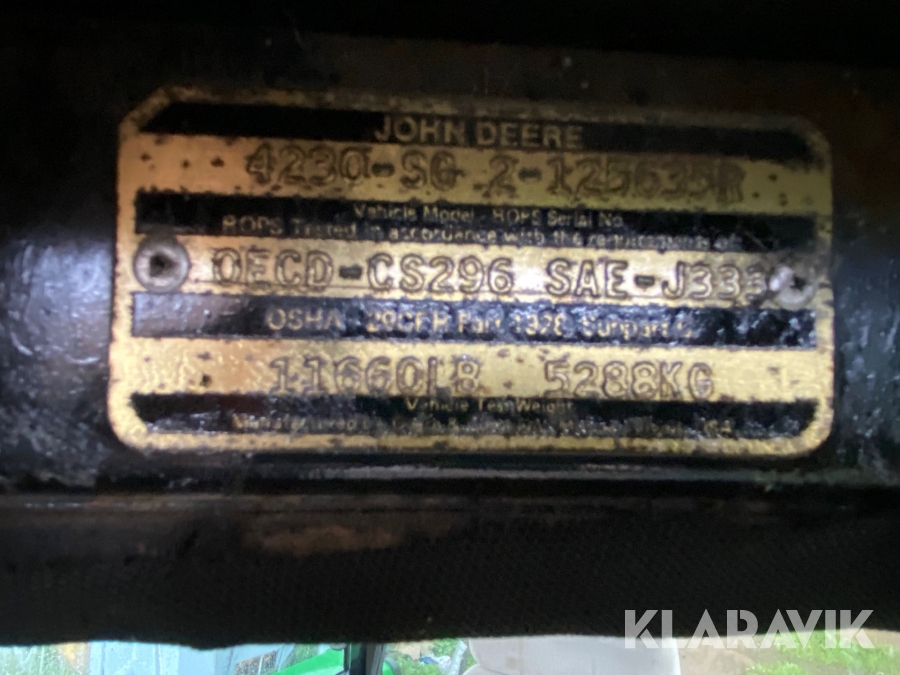 JOHN DEERE
4230-SG 2-125635R
Vehicle Model - ROPS Serial No.
ROPS Tested in accordance with the requirements of
OECD-CS296 SAE-J333
OSHA 29CFR Part 1928 Subpart C
11660LB 5288KG
Vehicle Test Weight
KLARAVIK